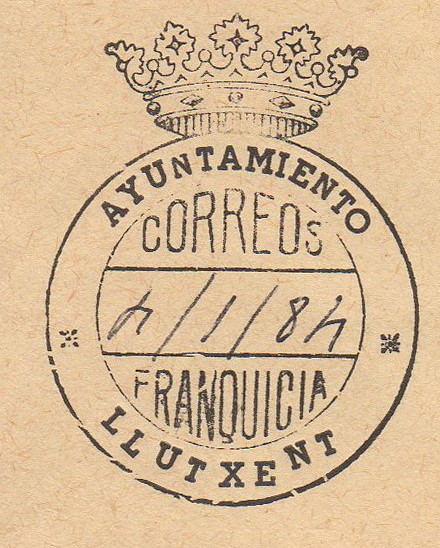 AYUNTAMIENTO
CORREOS
4/1/84
FRANQUICIA
LLUTXENT